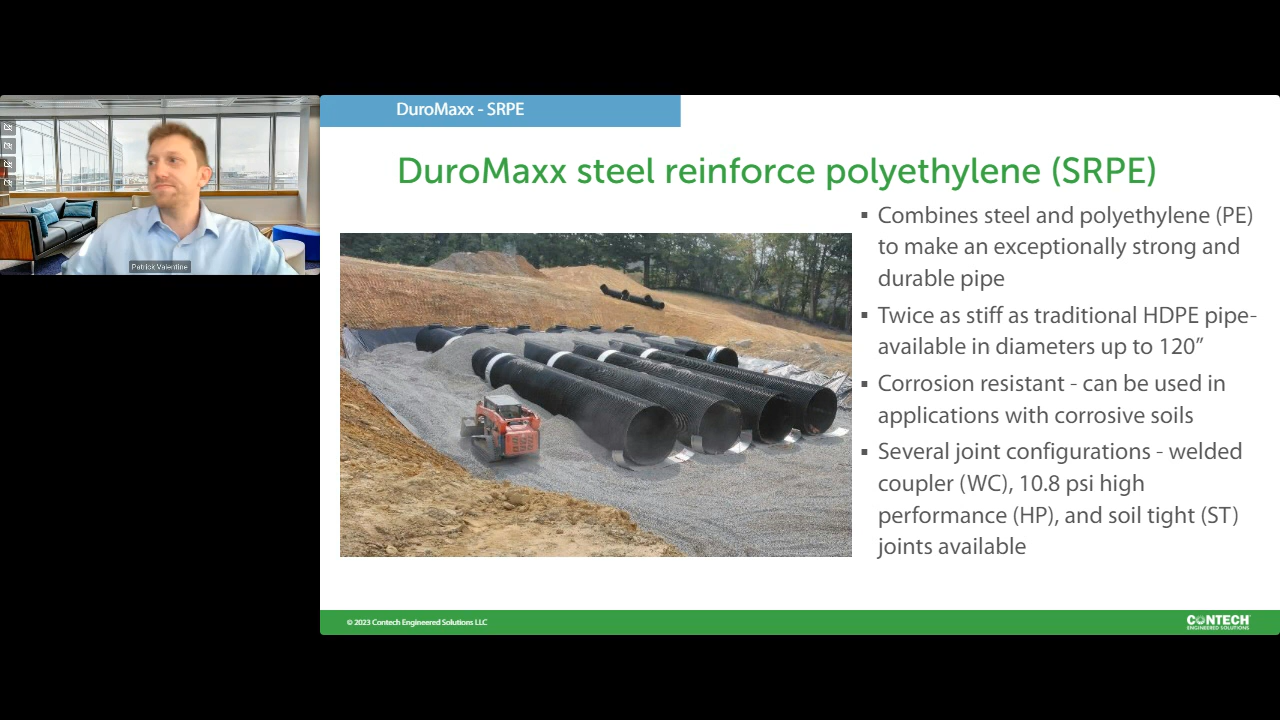 DuroMaxx - SRPE
DuroMaxx steel reinforce polyethylene (SRPE)
▪ Combines steel and polyethylene (PE)
to make an exceptionally strong and
durable pipe
▪ Twice as stiff as traditional HDPE pipe-
available in diameters up to 120”
▪ Corrosion resistant - can be used in
applications with corrosive soils
▪ Several joint configurations - welded
coupler (WC), 10.8 psi high
performance (HP), and soil tight (ST)
joints available
Patrick Valentine
© 2023 Contech Engineered Solutions LLC
CONTECH
ENGINEERED SOLUTIONS